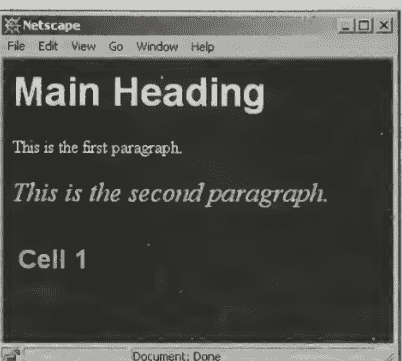 Netscape
File Edit View Go Window Help
Main Heading
This is the first paragraph.
This is the second paragraph.
Cell 1
Document: Done